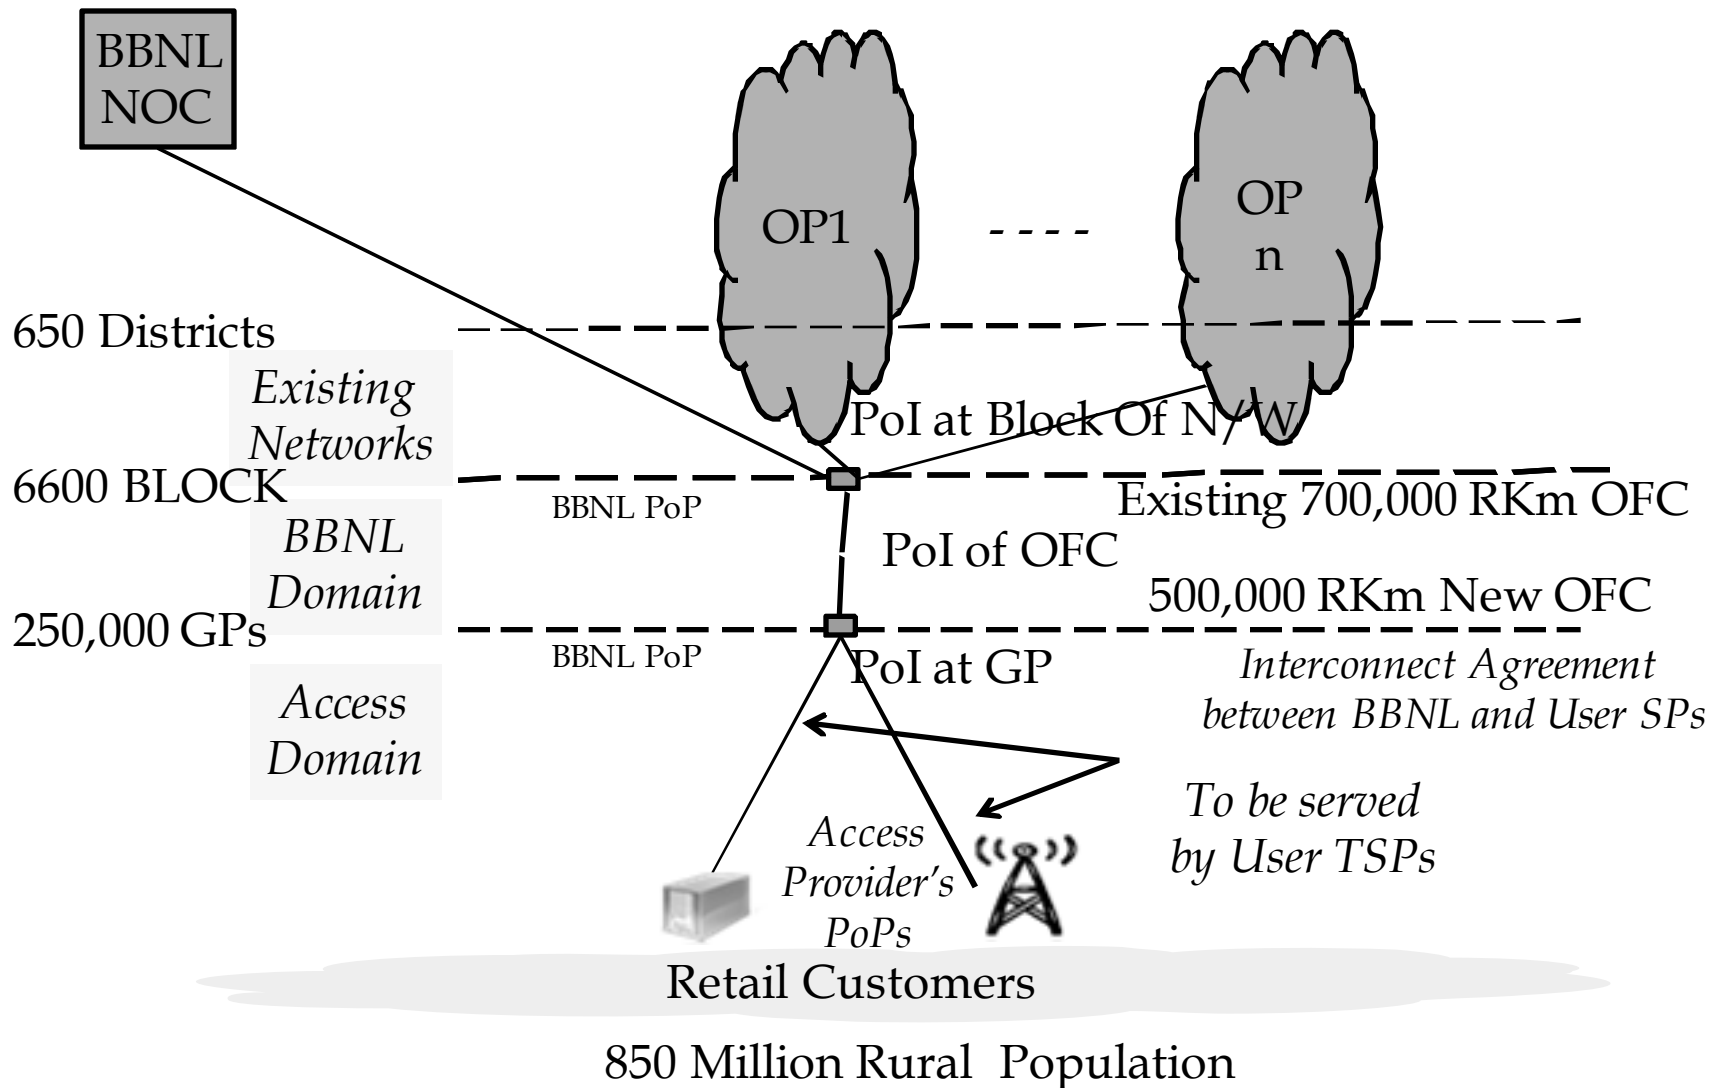 BBNL
NOC
OP1
- - - -
OP
n
650 Districts
Existing
Networks
PoI at Block Of N/W
6600 BLOCK
BBNL PoP
Existing 700,000 RKm OFC
BBNL
Domain
PoI of OFC
500,000 RKm New OFC
250,000 GPs
BBNL PoP
PoI at GP
Interconnect Agreement
between BBNL and User SPs
Access
Domain
To be served
by User TSPs
Access
Provider's
PoPs
Retail Customers
850 Million Rural Population